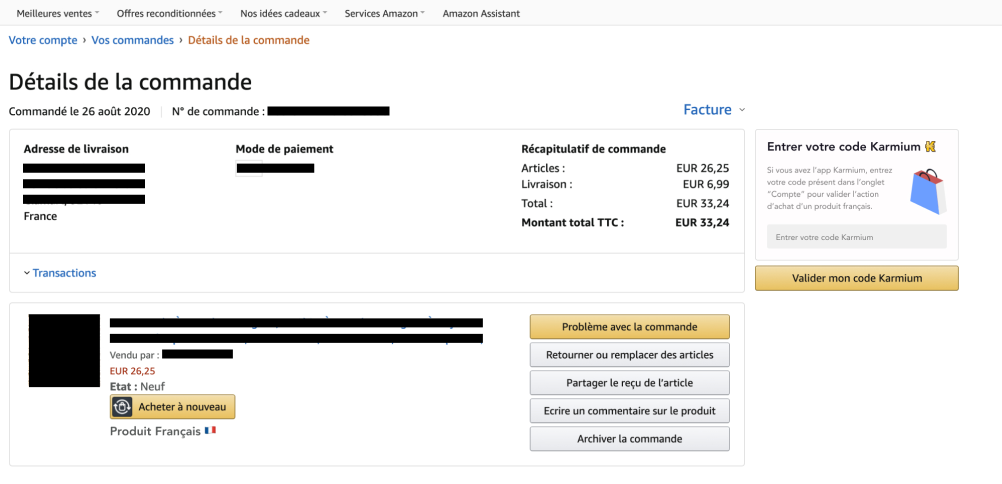 Meilleures ventes Offres reconditionnées Nos idées cadeaux Services Amazon Amazon Assistant
Votre compte › Vos commandes › Détails de la commande
Détails de la commande
Commandé le 26 août 2020 | N° de commande :
Facture
Adresse de livraison
France
Mode de paiement
Récapitulatif de commande
Articles : EUR 26,25
Livraison : EUR 6,99
Total : EUR 33,24
Montant total TTC : EUR 33,24
Transactions
Entrer votre code Karmium
Si vous avez l'app Karmium, entrez
votre code présent dans l'onglet
"Compte" pour valider l'action
d'achat d'un produit français.
Entrer votre code Karmium
Valider mon code Karmium
Vendu par :
EUR 26,25
Etat : Neuf
Acheter à nouveau
Produit Français
Problème avec la commande
Retourner ou remplacer des articles
Partager le reçu de l'article
Ecrire un commentaire sur le produit
Archiver la commande